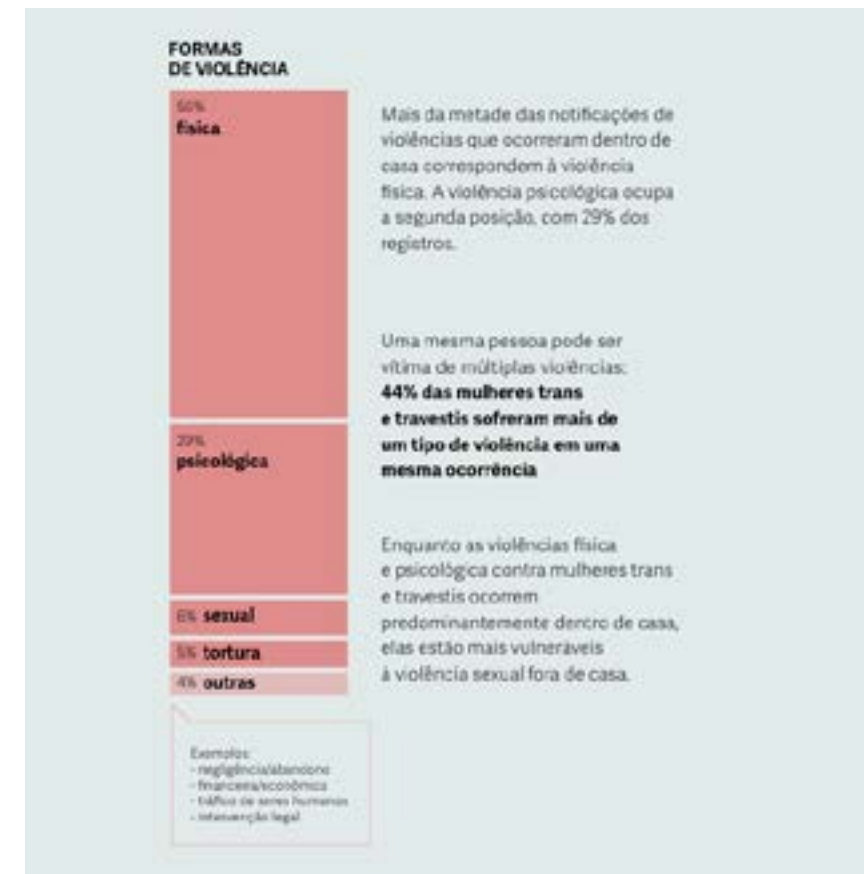 FORMAS
DE VIOLÊNCIA
física
Mais da metade das notificações de
violências que ocorreram dentro de
casa correspondem à violência
física. A violência psicológica ocupa
a segunda posição, com 29% dos
registros.
Uma mesma pessoa pode ser
vítima de múltiplas violências:
44% das mulheres trans
e travestis sofreram mais de
um tipo de violência em uma
mesma ocorrência
29%
psicológica
Enquanto as violências física
e psicológica contra mulheres trans
e travestis ocorrem
predominantemente dentro de casa,
elas estão mais vulneráveis
à violência sexual fora de casa.
6% sexual
5% tortura
4% outras
Exemplos:
- negligência/abandono
- financeira/econômica
- tráfico de seres humanos
- intervenção legal